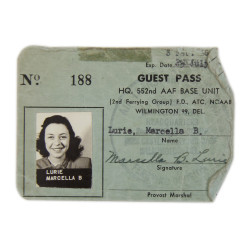 Exp. Date
Nº 188
GUEST PASS
HQ. 552nd AAF BASE UNIT
(2nd Ferrying Group) F.D., ATC, NCAAB
WILMINGTON 99, DEL.
Lurie, Marcella B.
Name
Marcella B. Lurie
Signature
LURIE
MARCELLA B
Provost Marshal